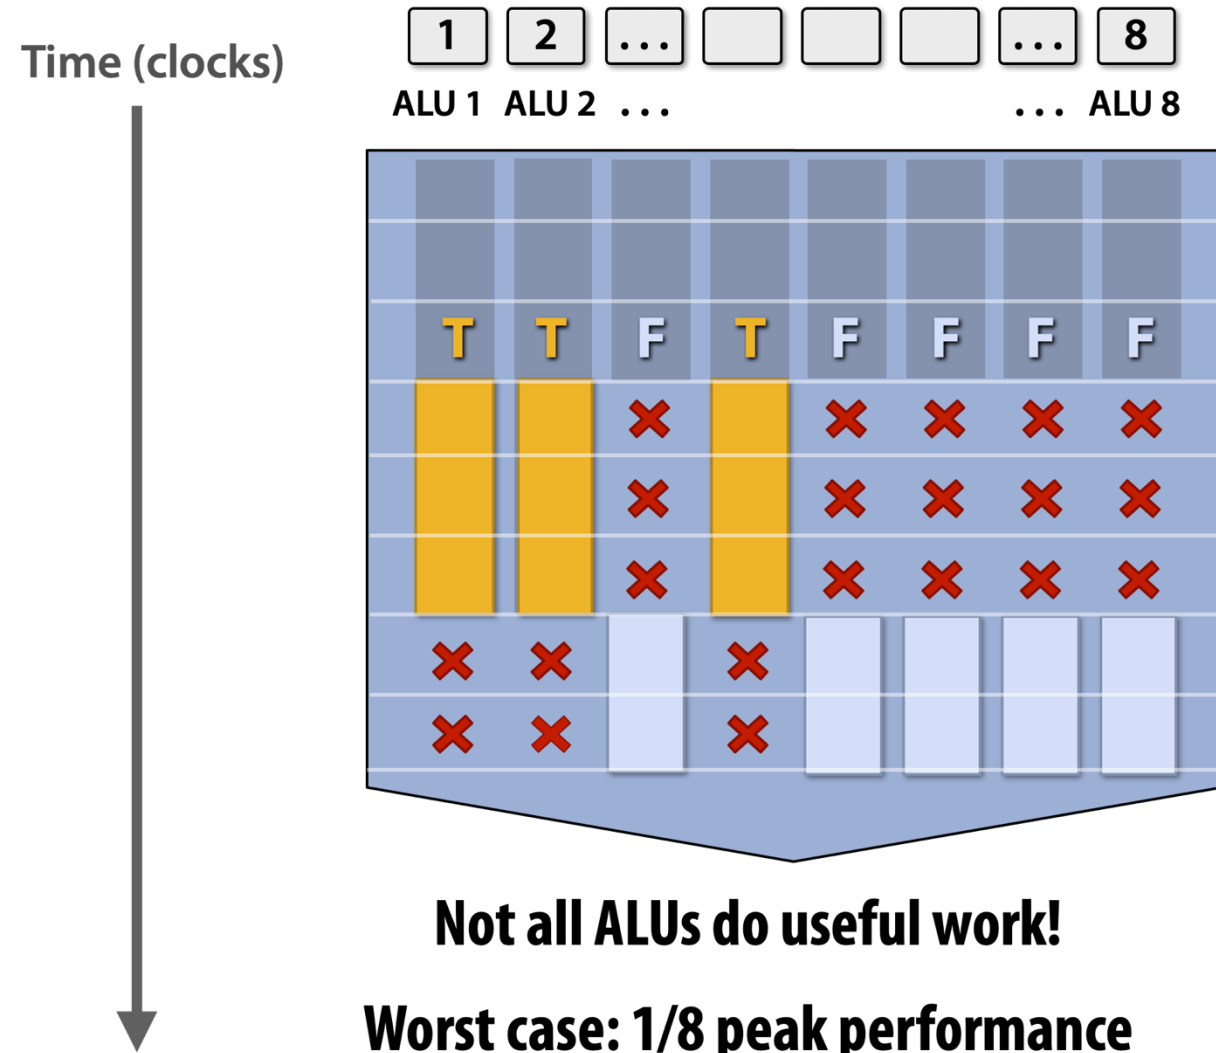 1 2 ... ... 8
Time (clocks)
ALU 1 ALU 2 ... ... ALU 8
T T F T F F F F
Not all ALUs do useful work!
Worst case: 1/8 peak performance